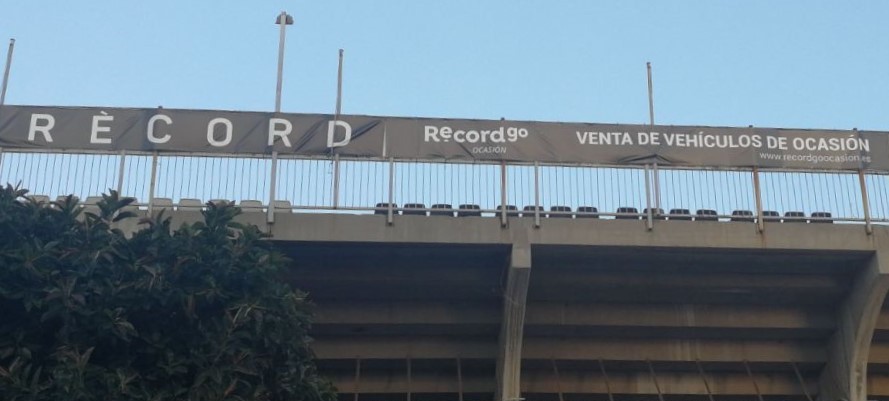 RÈCORD
Recordgo
OCASIÓN
VENTA DE VEHÍCULOS DE OCASIÓN
www.recordgoocasion.es